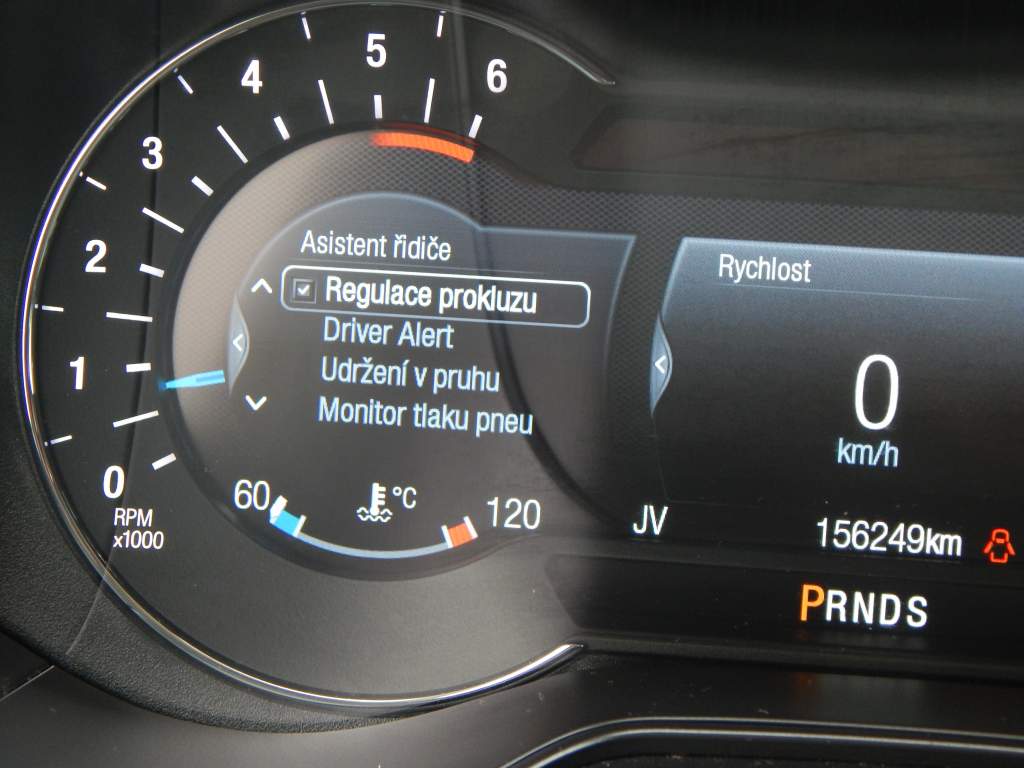 6
5
4
3
2
1
0
RPM
x1000
Asistent řidiče
Regulace prokluzu
Driver Alert
Udržení v pruhu
Monitor tlaku pneu
60
°C
120
Rychlost
0
km/h
JV
156249km
PRNDS